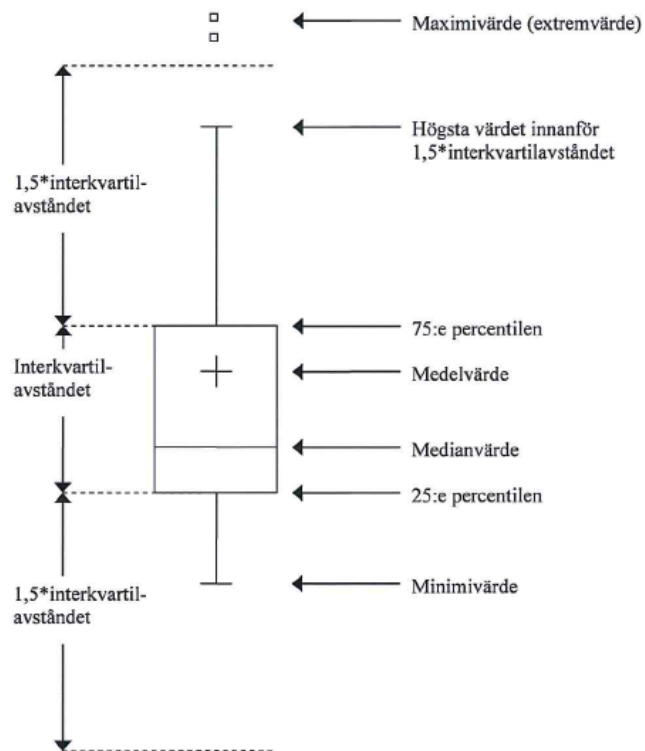 Maximivärde (extremvärde)
Högsta värdet innanför
1,5*interkvartilavståndet
1,5*interkvartil-
avståndet
75:e percentilen
Interkvartil-
avståndet
Medelvärde
Medianvärde
25:e percentilen
1,5*interkvartil-
avståndet
Minimivärde